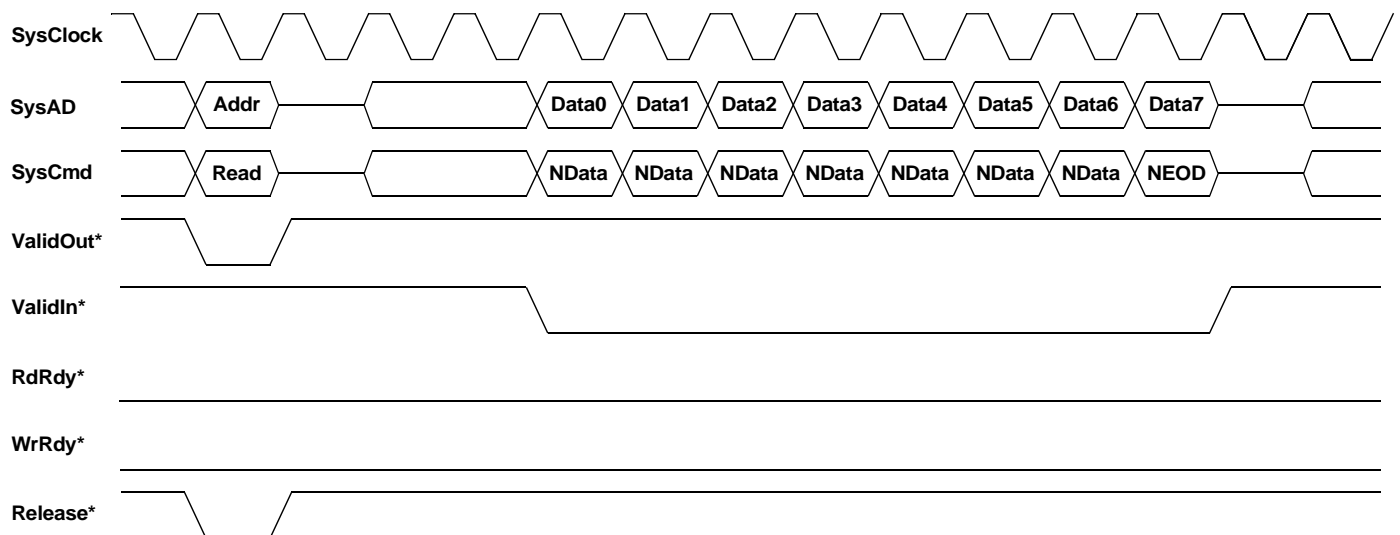 SysClock
SysAD Addr Data0 Data1 Data2 Data3 Data4 Data5 Data6 Data7
SysCmd Read NData NData NData NData NData NData NData NEOD
ValidOut*
ValidIn*
RdRdy*
WrRdy*
Release*